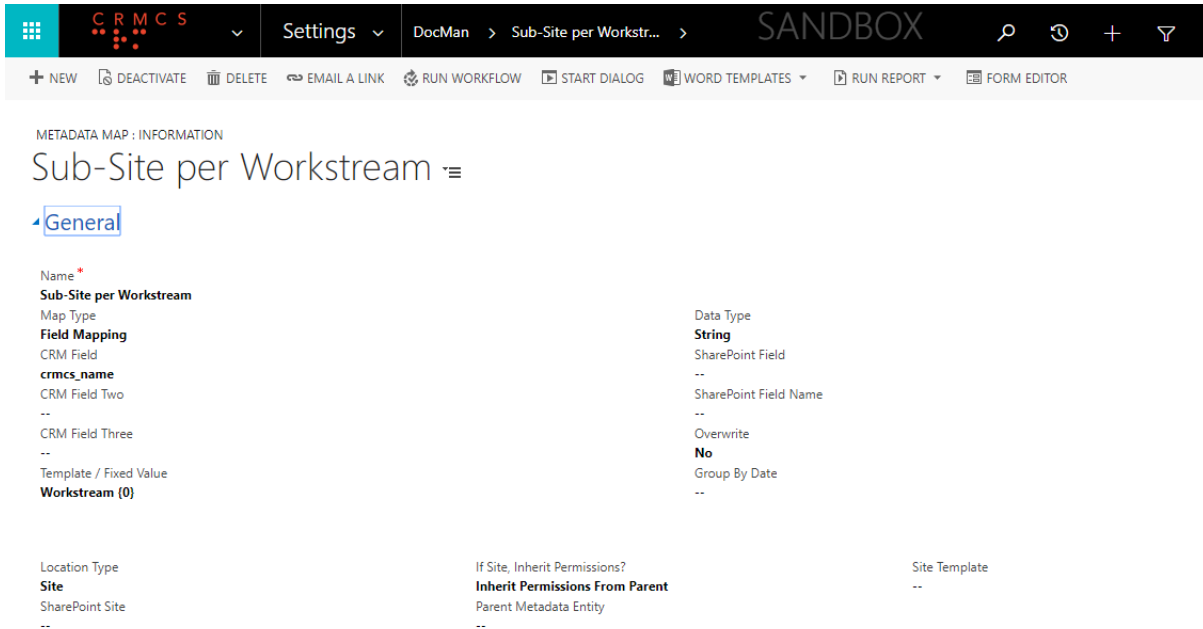 CRMCS
Settings DocMan > Sub-Site per Workstr... > SANDBOX
NEW DEACTIVATE DELETE EMAIL A LINK RUN WORKFLOW START DIALOG WORD TEMPLATES RUN REPORT FORM EDITOR
METADATA MAP : INFORMATION
Sub-Site per Workstream
General
Name *
Sub-Site per Workstream
Map Type Data Type
Field Mapping String
CRM Field SharePoint Field
crmcs_name --
CRM Field Two SharePoint Field Name
-- --
CRM Field Three Overwrite
-- No
Template / Fixed Value Group By Date
Workstream {0} --
Location Type If Site, Inherit Permissions? Site Template
Site Inherit Permissions From Parent --
SharePoint Site Parent Metadata Entity
-- --